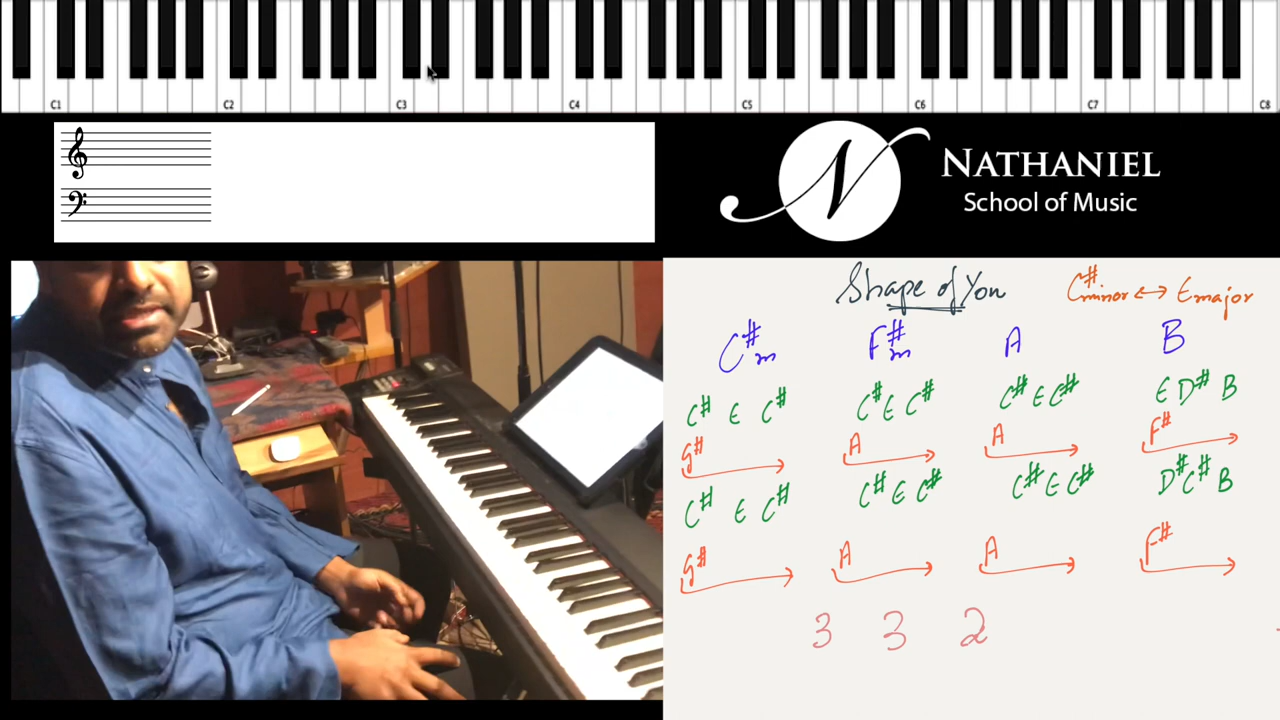 C1 C2 C3 C4 C5 C6 C7 C8
NATHANIEL
School of Music
Shape of You C# minor ↔ E major
C#m F#m A B
C# E C# C# E C# C# E C# E D# B
G# A A F#
C# E C# C# E C# C# E C# D# C# B
G# A A F#
3 3 2